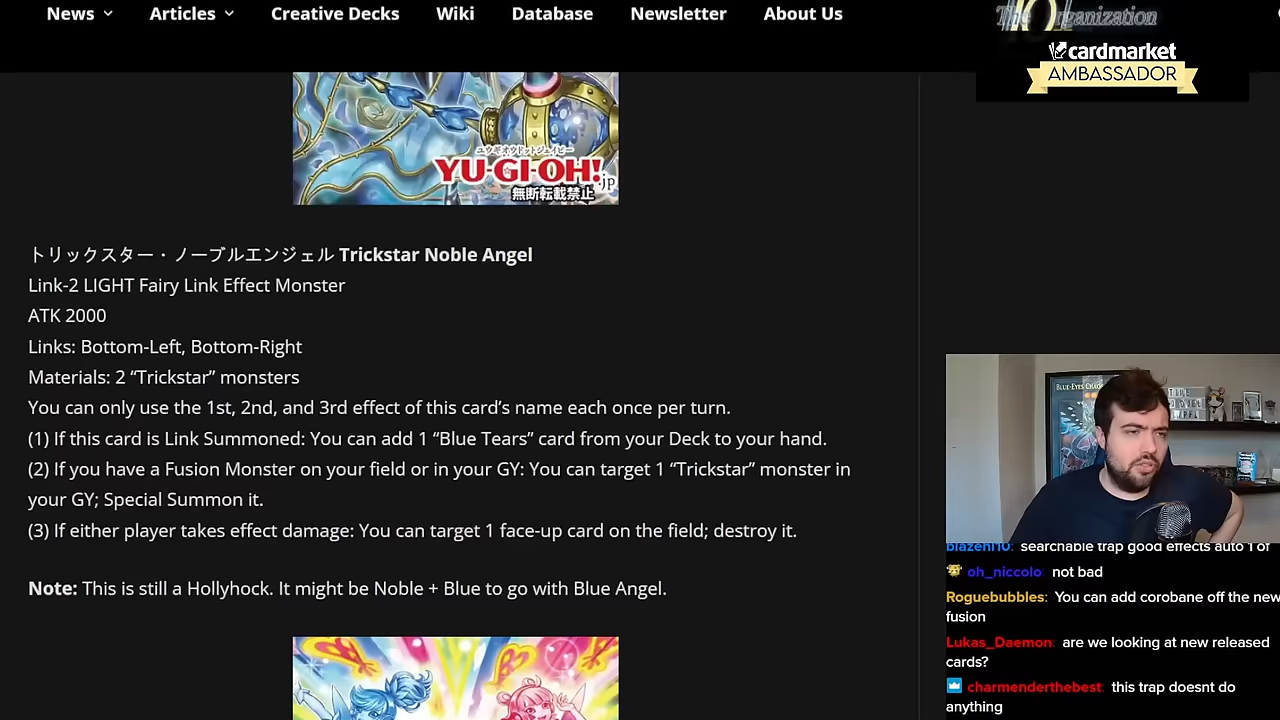 News
Articles
Creative Decks
Wiki
Database
Newsletter
About Us
The Organization
cardmarket
AMBASSADOR
YU-GI-OH!.jp
無断転載禁止
トリックスター・ノーブルエンジェル Trickstar Noble Angel
Link-2 LIGHT Fairy Link Effect Monster
ATK 2000
Links: Bottom-Left, Bottom-Right
Materials: 2 “Trickstar” monsters
You can only use the 1st, 2nd, and 3rd effect of this card’s name each once per turn.
(1) If this card is Link Summoned: You can add 1 “Blue Tears” card from your Deck to your hand.
(2) If you have a Fusion Monster on your field or in your GY: You can target 1 “Trickstar” monster in
your GY; Special Summon it.
(3) If either player takes effect damage: You can target 1 face-up card on the field; destroy it.
Note: This is still a Hollyhock. It might be Noble + Blue to go with Blue Angel.
BLUE-EYES
searchable trap good effects auto 1 of
oh_niccolo: not bad
Roguebubbles: You can add corobane off the new
fusion
Lukas_Daemon: are we looking at new released
cards?
charmenderthebest: this trap doesnt do
anything